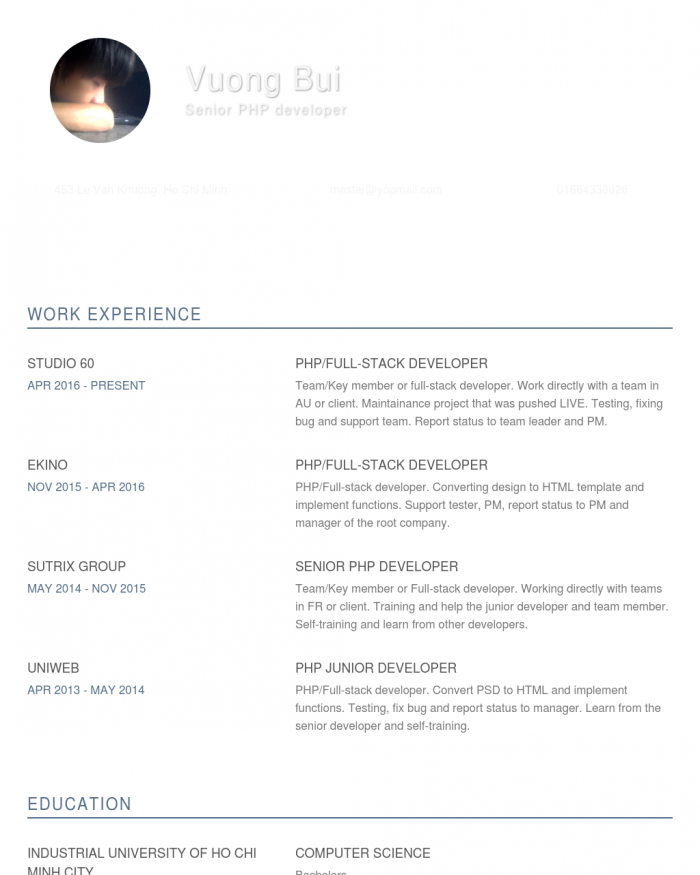 Vuong Bui
Senior PHP developer
453 Le Van Khuong, Ho Chi Minh
WORK EXPERIENCE
STUDIO 60
PHP/FULL-STACK DEVELOPER
APR 2016 - PRESENT
Team/Key member or full-stack developer. Work directly with a team in
AU or client. Maintainance project that was pushed LIVE. Testing, fixing
bug and support team. Report status to team leader and PM.
EKINO
PHP/FULL-STACK DEVELOPER
NOV 2015 - APR 2016
PHP/Full-stack developer. Converting design to HTML template and
implement functions. Support tester, PM, report status to PM and
manager of the root company.
SUTRIX GROUP
SENIOR PHP DEVELOPER
MAY 2014 - NOV 2015
Team/Key member or Full-stack developer. Working directly with teams
in FR or client. Training and help the junior developer and team member.
Self-training and learn from other developers.
UNIWEB
PHP JUNIOR DEVELOPER
APR 2013 - MAY 2014
PHP/Full-stack developer. Convert PSD to HTML and implement
functions. Testing, fix bug and report status to manager. Learn from the
senior developer and self-training.
EDUCATION
INDUSTRIAL UNIVERSITY OF HO CHI
MINH CITY
COMPUTER SCIENCE
Bachelors